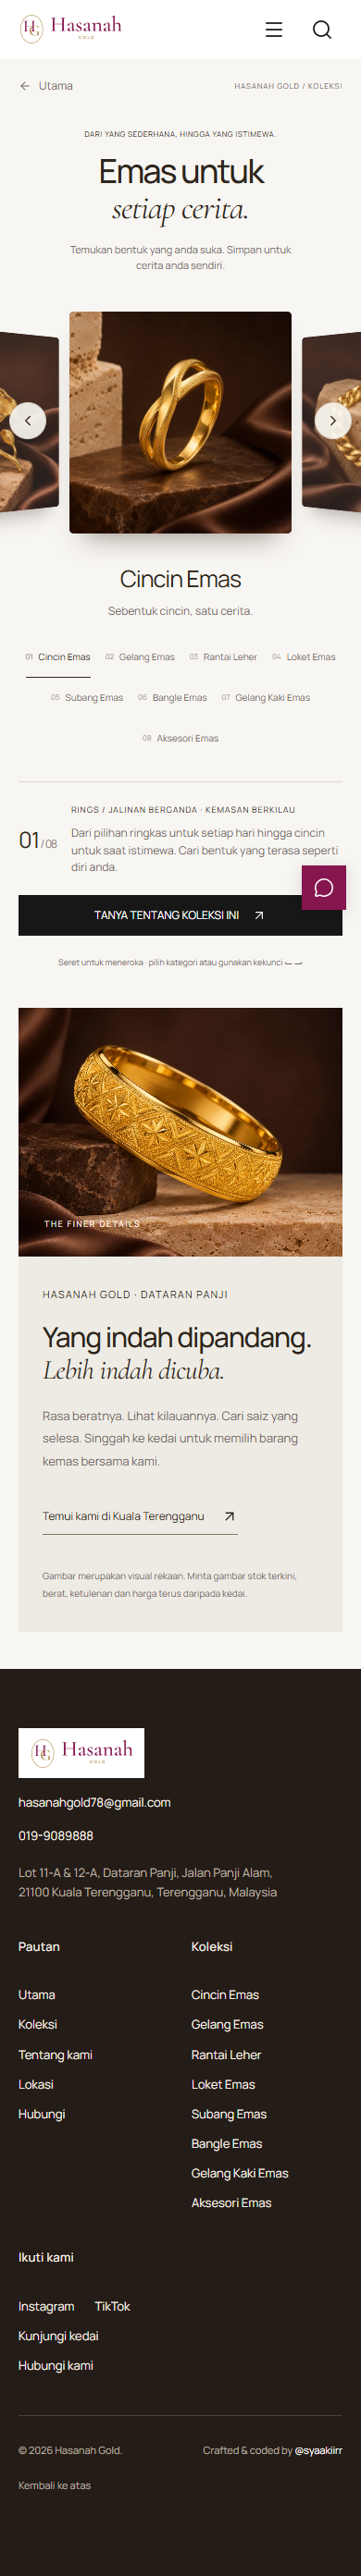 HG Hasanah
GOLD
Utama
HASANAH GOLD / KOLEKSI
DARI YANG SEDERHANA, HINGGA YANG ISTIMEWA.
Emas untuk
setiap cerita.
Temukan bentuk yang anda suka. Simpan untuk
cerita anda sendiri.
Cincin Emas
Sebentuk cincin, satu cerita.
01 Cincin Emas 02 Gelang Emas 03 Rantai Leher 04 Loket Emas
05 Subang Emas 06 Bangle Emas 07 Gelang Kaki Emas
08 Aksesori Emas
RINGS / JALINAN BERGANDA · KEMASAN BERKILAU
01/08
Dari pilihan ringkas untuk setiap hari hingga cincin
untuk saat istimewa. Cari bentuk yang terasa seperti
diri anda.
TANYA TENTANG KOLEKSI INI
Seret untuk meneroka · pilih kategori atau gunakan kekunci ← →
THE FINER DETAILS
HASANAH GOLD · DATARAN PANJI
Yang indah dipandang.
Lebih indah dicuba.
Rasa beratnya. Lihat kilauannya. Cari saiz yang
selesa. Singgah ke kedai untuk memilih barang
kemas bersama kami.
Temui kami di Kuala Terengganu
Gambar merupakan visual rekaan. Minta gambar stok terkini,
berat, ketulenan dan harga terus daripada kedai.
HG Hasanah
GOLD
hasanahgold78@gmail.com
019-9089888
Lot 11-A & 12-A, Dataran Panji, Jalan Panji Alam,
21100 Kuala Terengganu, Terengganu, Malaysia
Pautan
Utama
Koleksi
Tentang kami
Lokasi
Hubungi
Koleksi
Cincin Emas
Gelang Emas
Rantai Leher
Loket Emas
Subang Emas
Bangle Emas
Gelang Kaki Emas
Aksesori Emas
Ikuti kami
Instagram TikTok
Kunjungi kedai
Hubungi kami
© 2026 Hasanah Gold.
Crafted & coded by @syaakiirr
Kembali ke atas